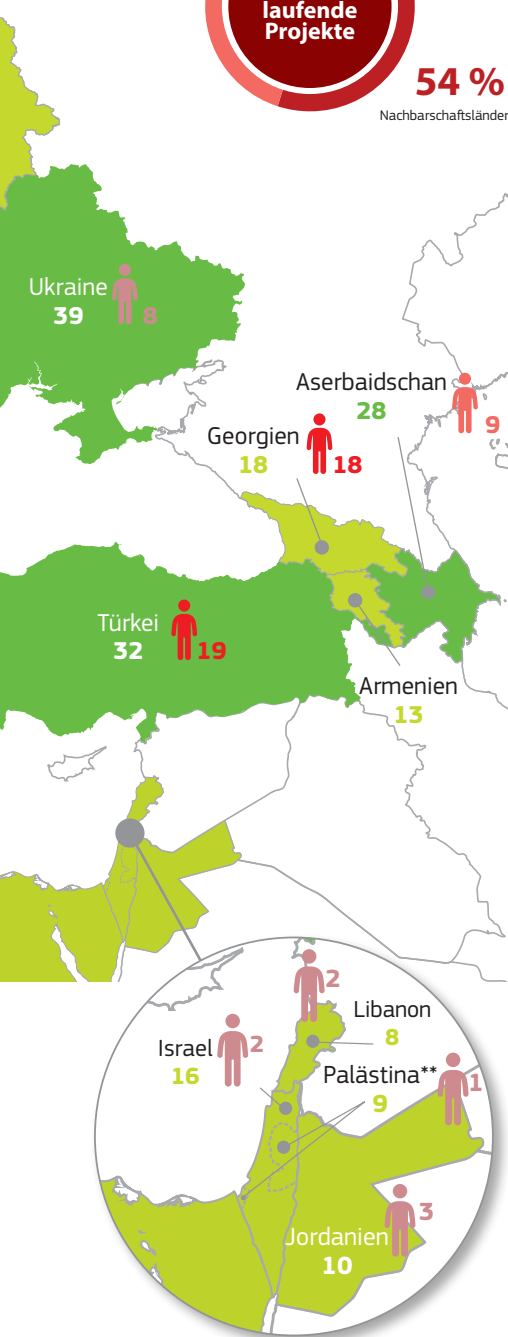 laufende
Projekte
54 %
Nachbarschaftsländer
Ukraine
39
8
Aserbaidschan
28
9
Georgien
18
18
Türkei
32
19
Armenien
13
2
Libanon
8
Israel
16
2
Palästina**
9
1
Jordanien
10
3